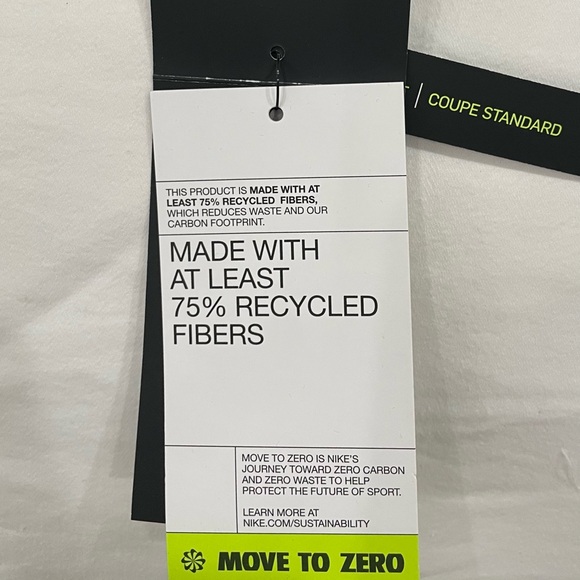 COUPE STANDARD
THIS PRODUCT IS MADE WITH AT
LEAST 75% RECYCLED FIBERS,
WHICH REDUCES WASTE AND OUR
CARBON FOOTPRINT.
MADE WITH
AT LEAST
75% RECYCLED
FIBERS
MOVE TO ZERO IS NIKE'S
JOURNEY TOWARD ZERO CARBON
AND ZERO WASTE TO HELP
PROTECT THE FUTURE OF SPORT.
LEARN MORE AT
NIKE.COM/SUSTAINABILITY
MOVE TO ZERO